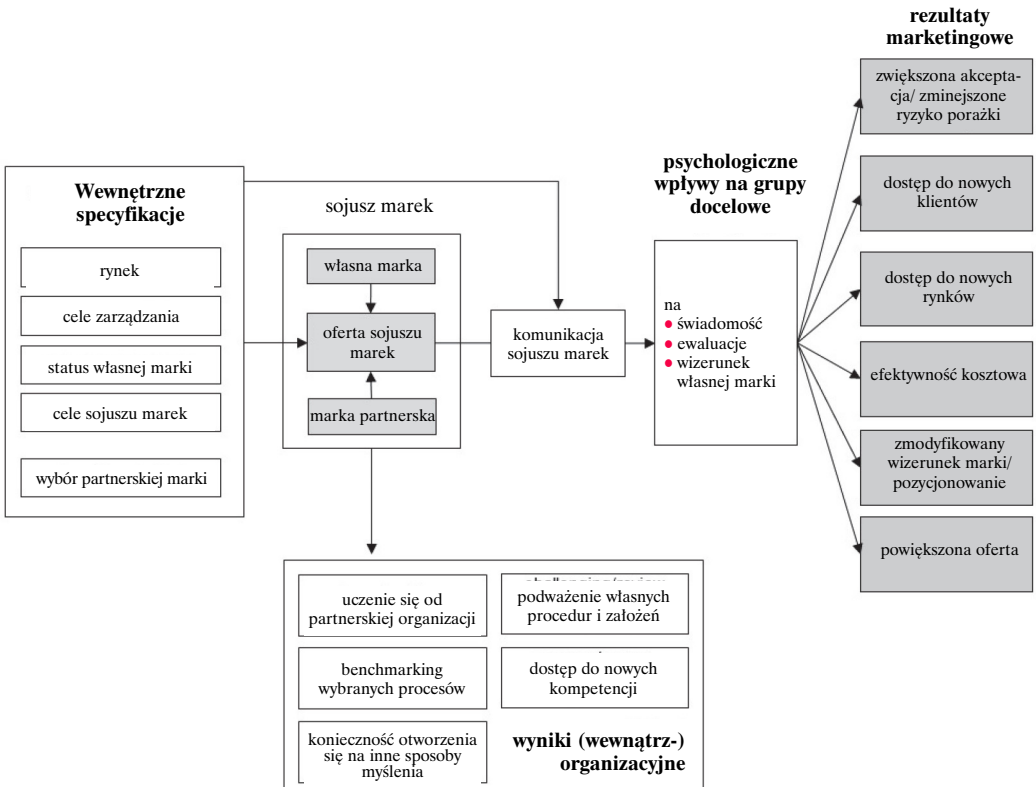 rezultaty
marketingowe
zwiększona akcepta-
cja/ zminejszone
ryzyko porażki
dostęp do nowych
klientów
dostęp do nowych
rynków
efektywność kosztowa
zmodyfikowany
wizerunek marki/
pozycjonowanie
powiększona oferta
psychologiczne
wpływy na grupy
docelowe
na
• świadomość
• ewaluacje
• wizerunek
własnej marki
Wewnętrzne
specyfikacje
rynek
cele zarządzania
status własnej marki
cele sojuszu marek
wybór partnerskiej marki
sojusz marek
własna marka
oferta sojuszu
marek
marka partnerska
komunikacja
sojuszu marek
uczenie się od
partnerskiej organizacji
podważenie własnych
procedur i założeń
benchmarking
wybranych procesów
dostęp do nowych
kompetencji
konieczność otworzenia
się na inne sposoby
myślenia
wyniki (wewnątrz-)
organizacyjne